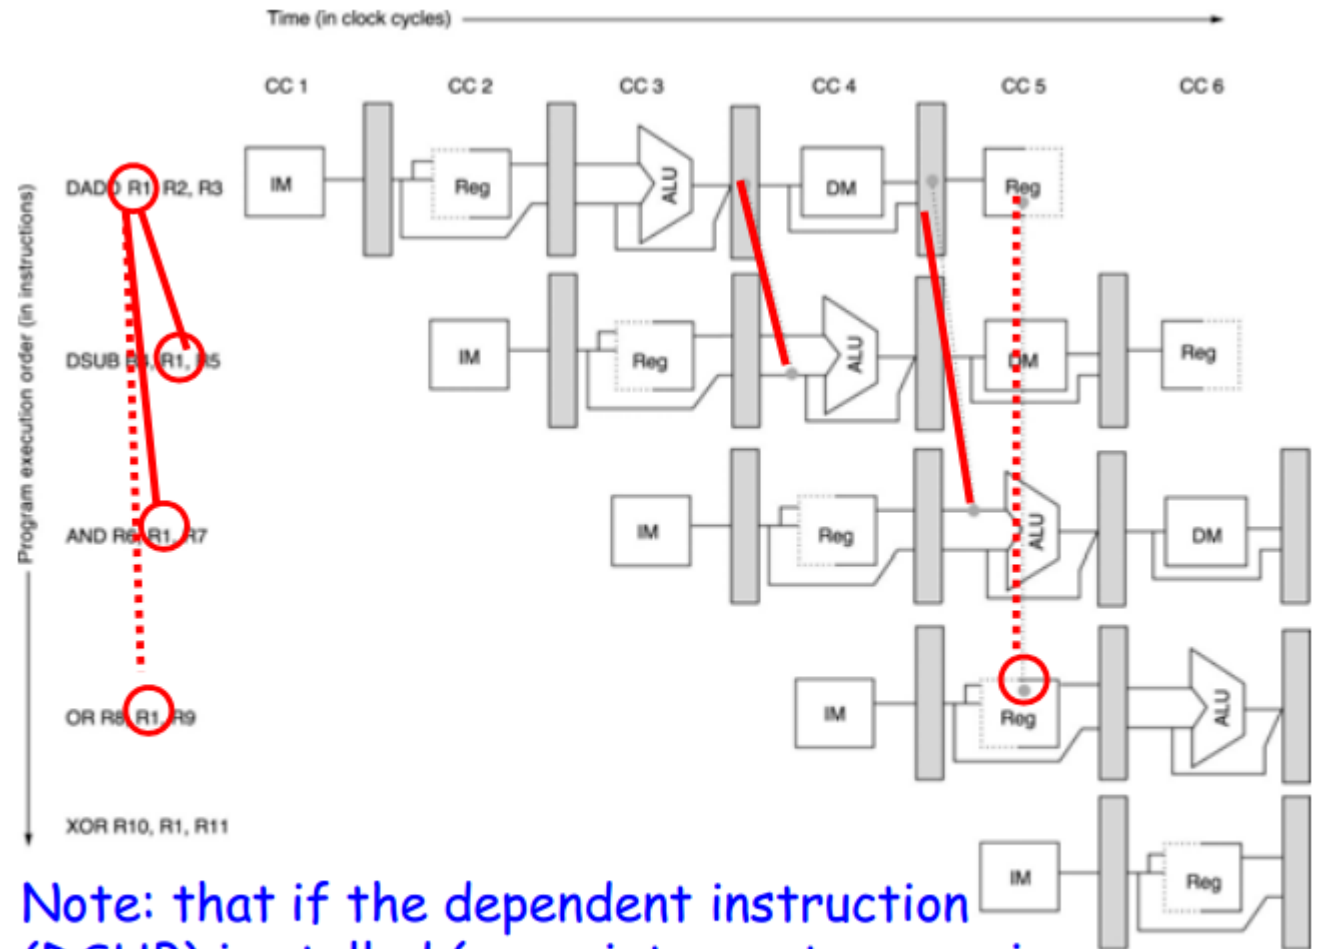 Time (in clock cycles)
CC 1 CC 2 CC 3 CC 4 CC 5 CC 6
Program execution order (in instructions)
DADD R1, R2, R3 IM Reg ALU DM Reg
DSUB R4, R1, R5 IM Reg ALU DM Reg
AND R6, R1, R7 IM Reg ALU DM
OR R8, R1, R9 IM Reg ALU
XOR R10, R1, R11 IM Reg
Note: that if the dependent instruction